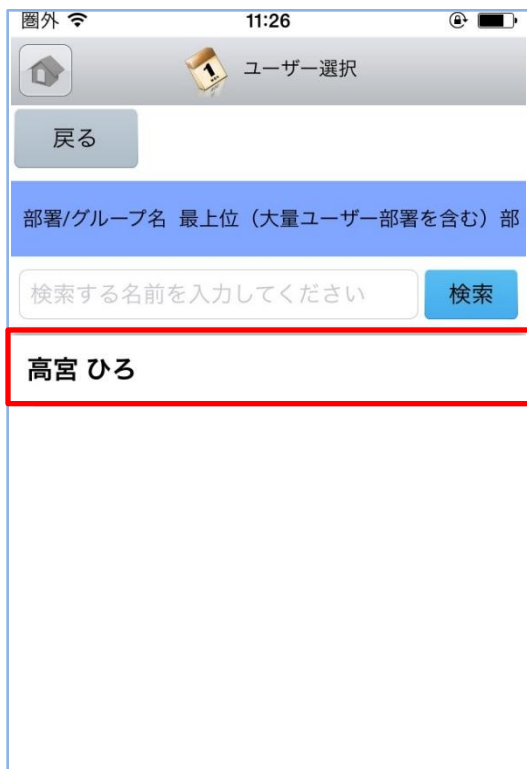 圏外 11:26
ユーザー選択
戻る
部署/グループ名 最上位（大量ユーザー部署を含む）部
検索する名前を入力してください 検索
高宮 ひろ